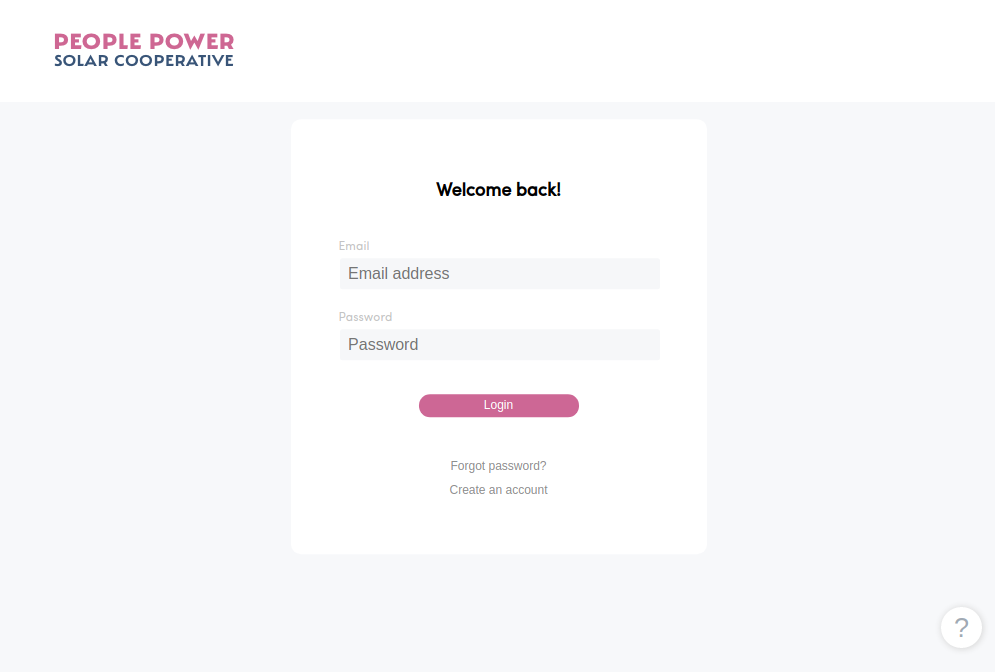 PEOPLE POWER
SOLAR COOPERATIVE
Welcome back!
Email
Email address
Password
Password
Login
Forgot password?
Create an account
?